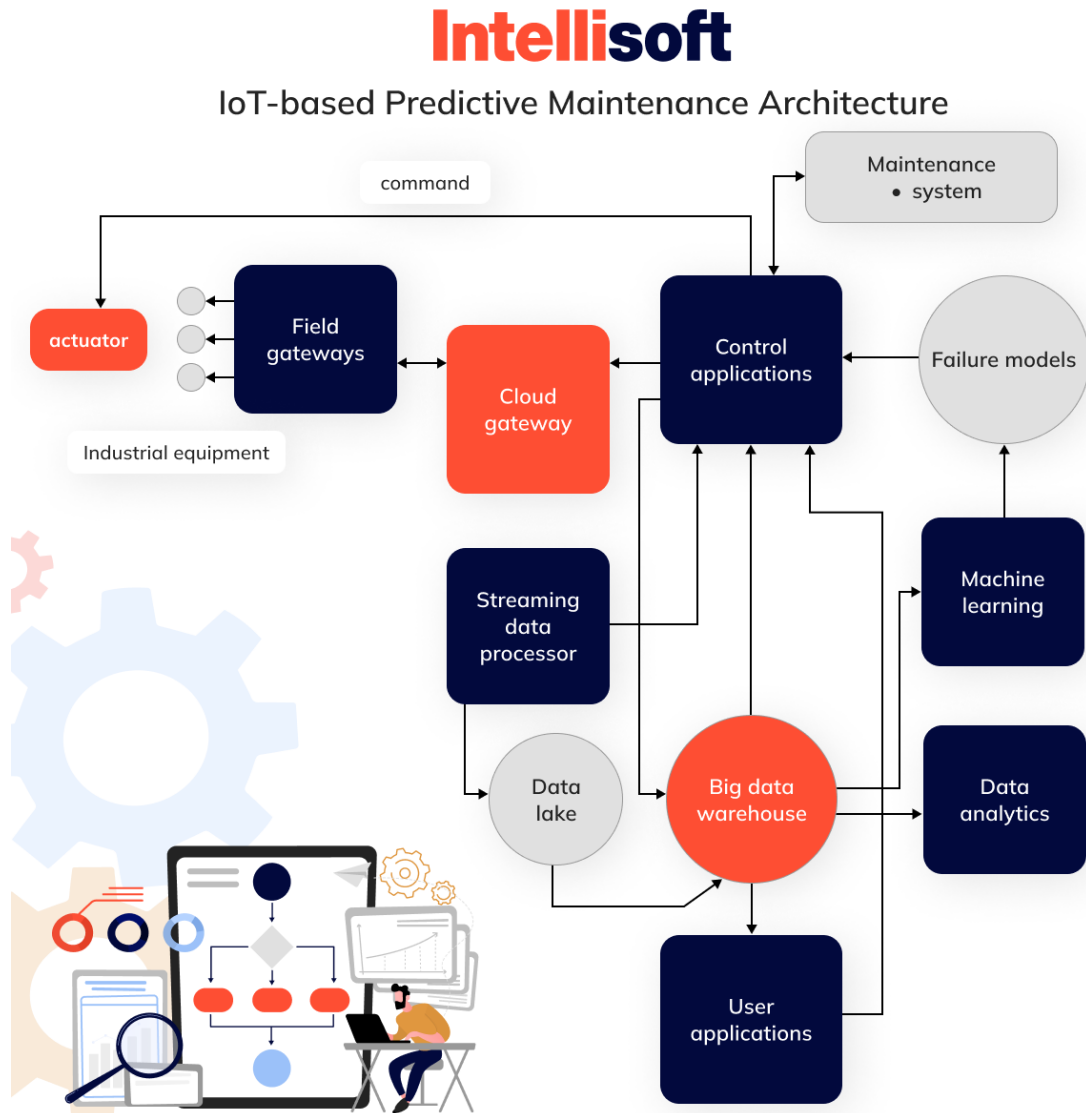 Intellisoft
IoT-based Predictive Maintenance Architecture
command
Maintenance
• system
actuator
Field
gateways
Industrial equipment
Cloud
gateway
Control
applications
Failure models
Streaming
data
processor
Machine
learning
Data
lake
Big data
warehouse
Data
analytics
User
applications